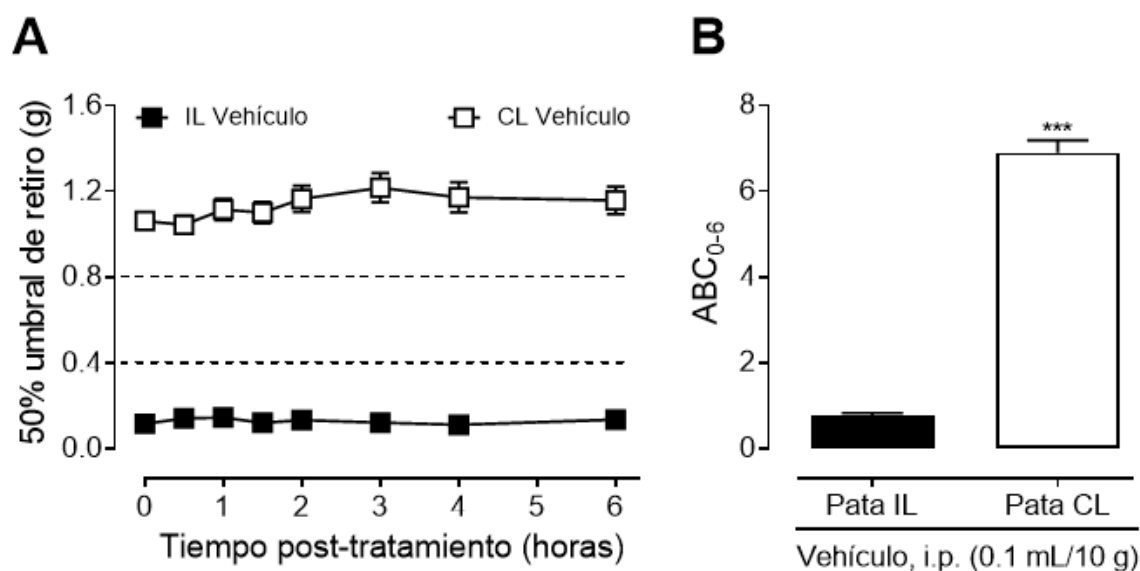 A
50% umbral de retiro (g)
1.6
1.2
0.8
0.4
0.0
IL Vehículo
CL Vehículo
0 1 2 3 4 5 6
Tiempo post-tratamiento (horas)
B
ABC0-6
8
6
4
2
0
***
Pata IL Pata CL
Vehículo, i.p. (0.1 mL/10 g)